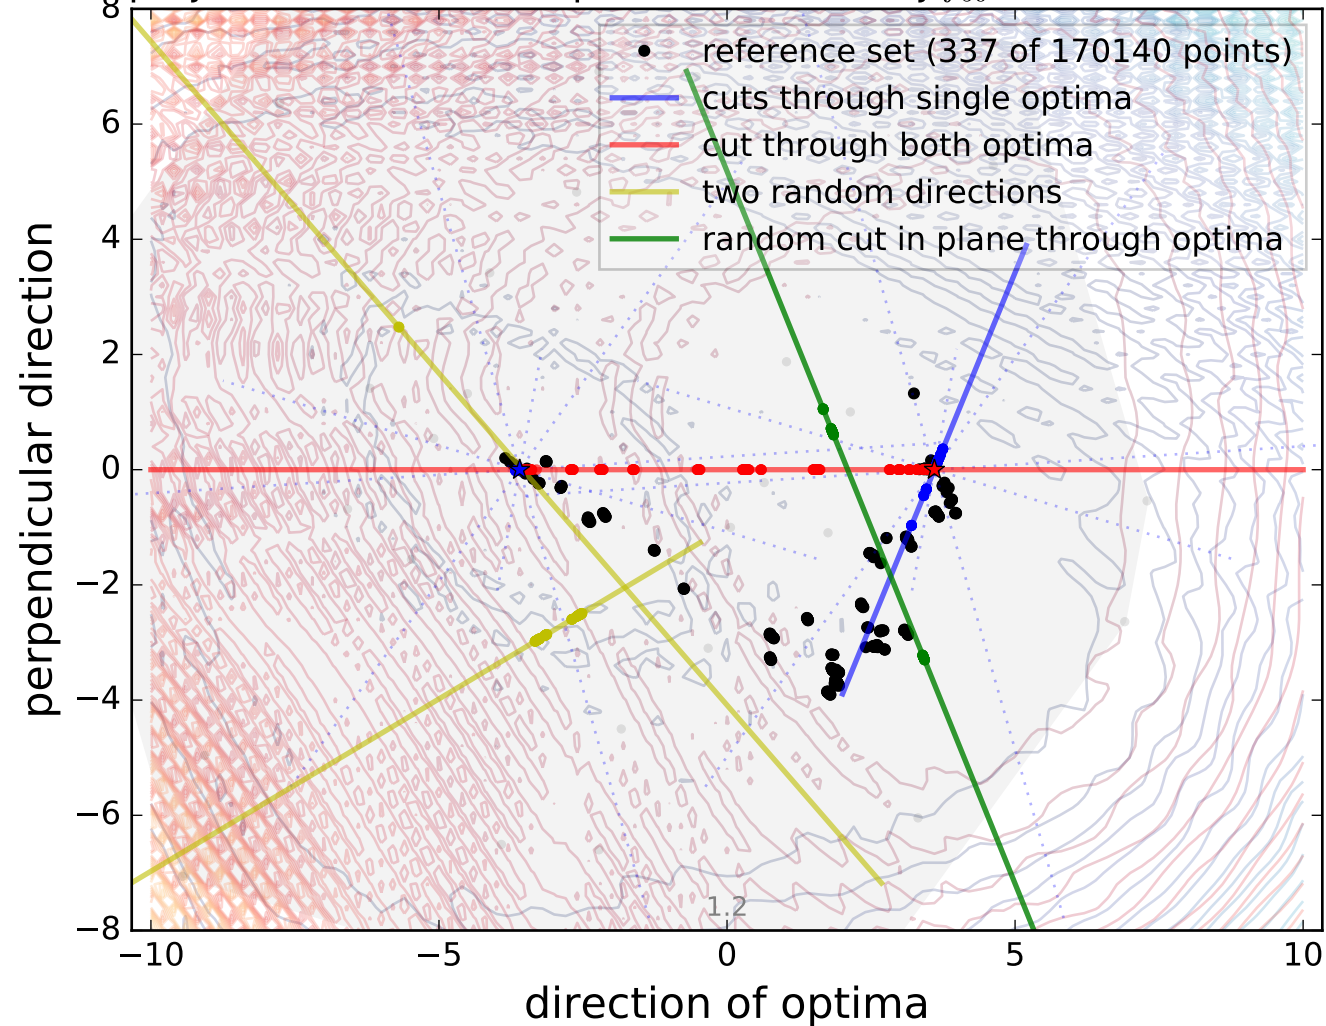 8
6
4
2
0
−2
−4
−6
−8
perpendicular direction
reference set (337 of 170140 points)
cuts through single optima
cut through both optima
two random directions
random cut in plane through optima
1.2
−10
−5
0
5
10
direction of optima